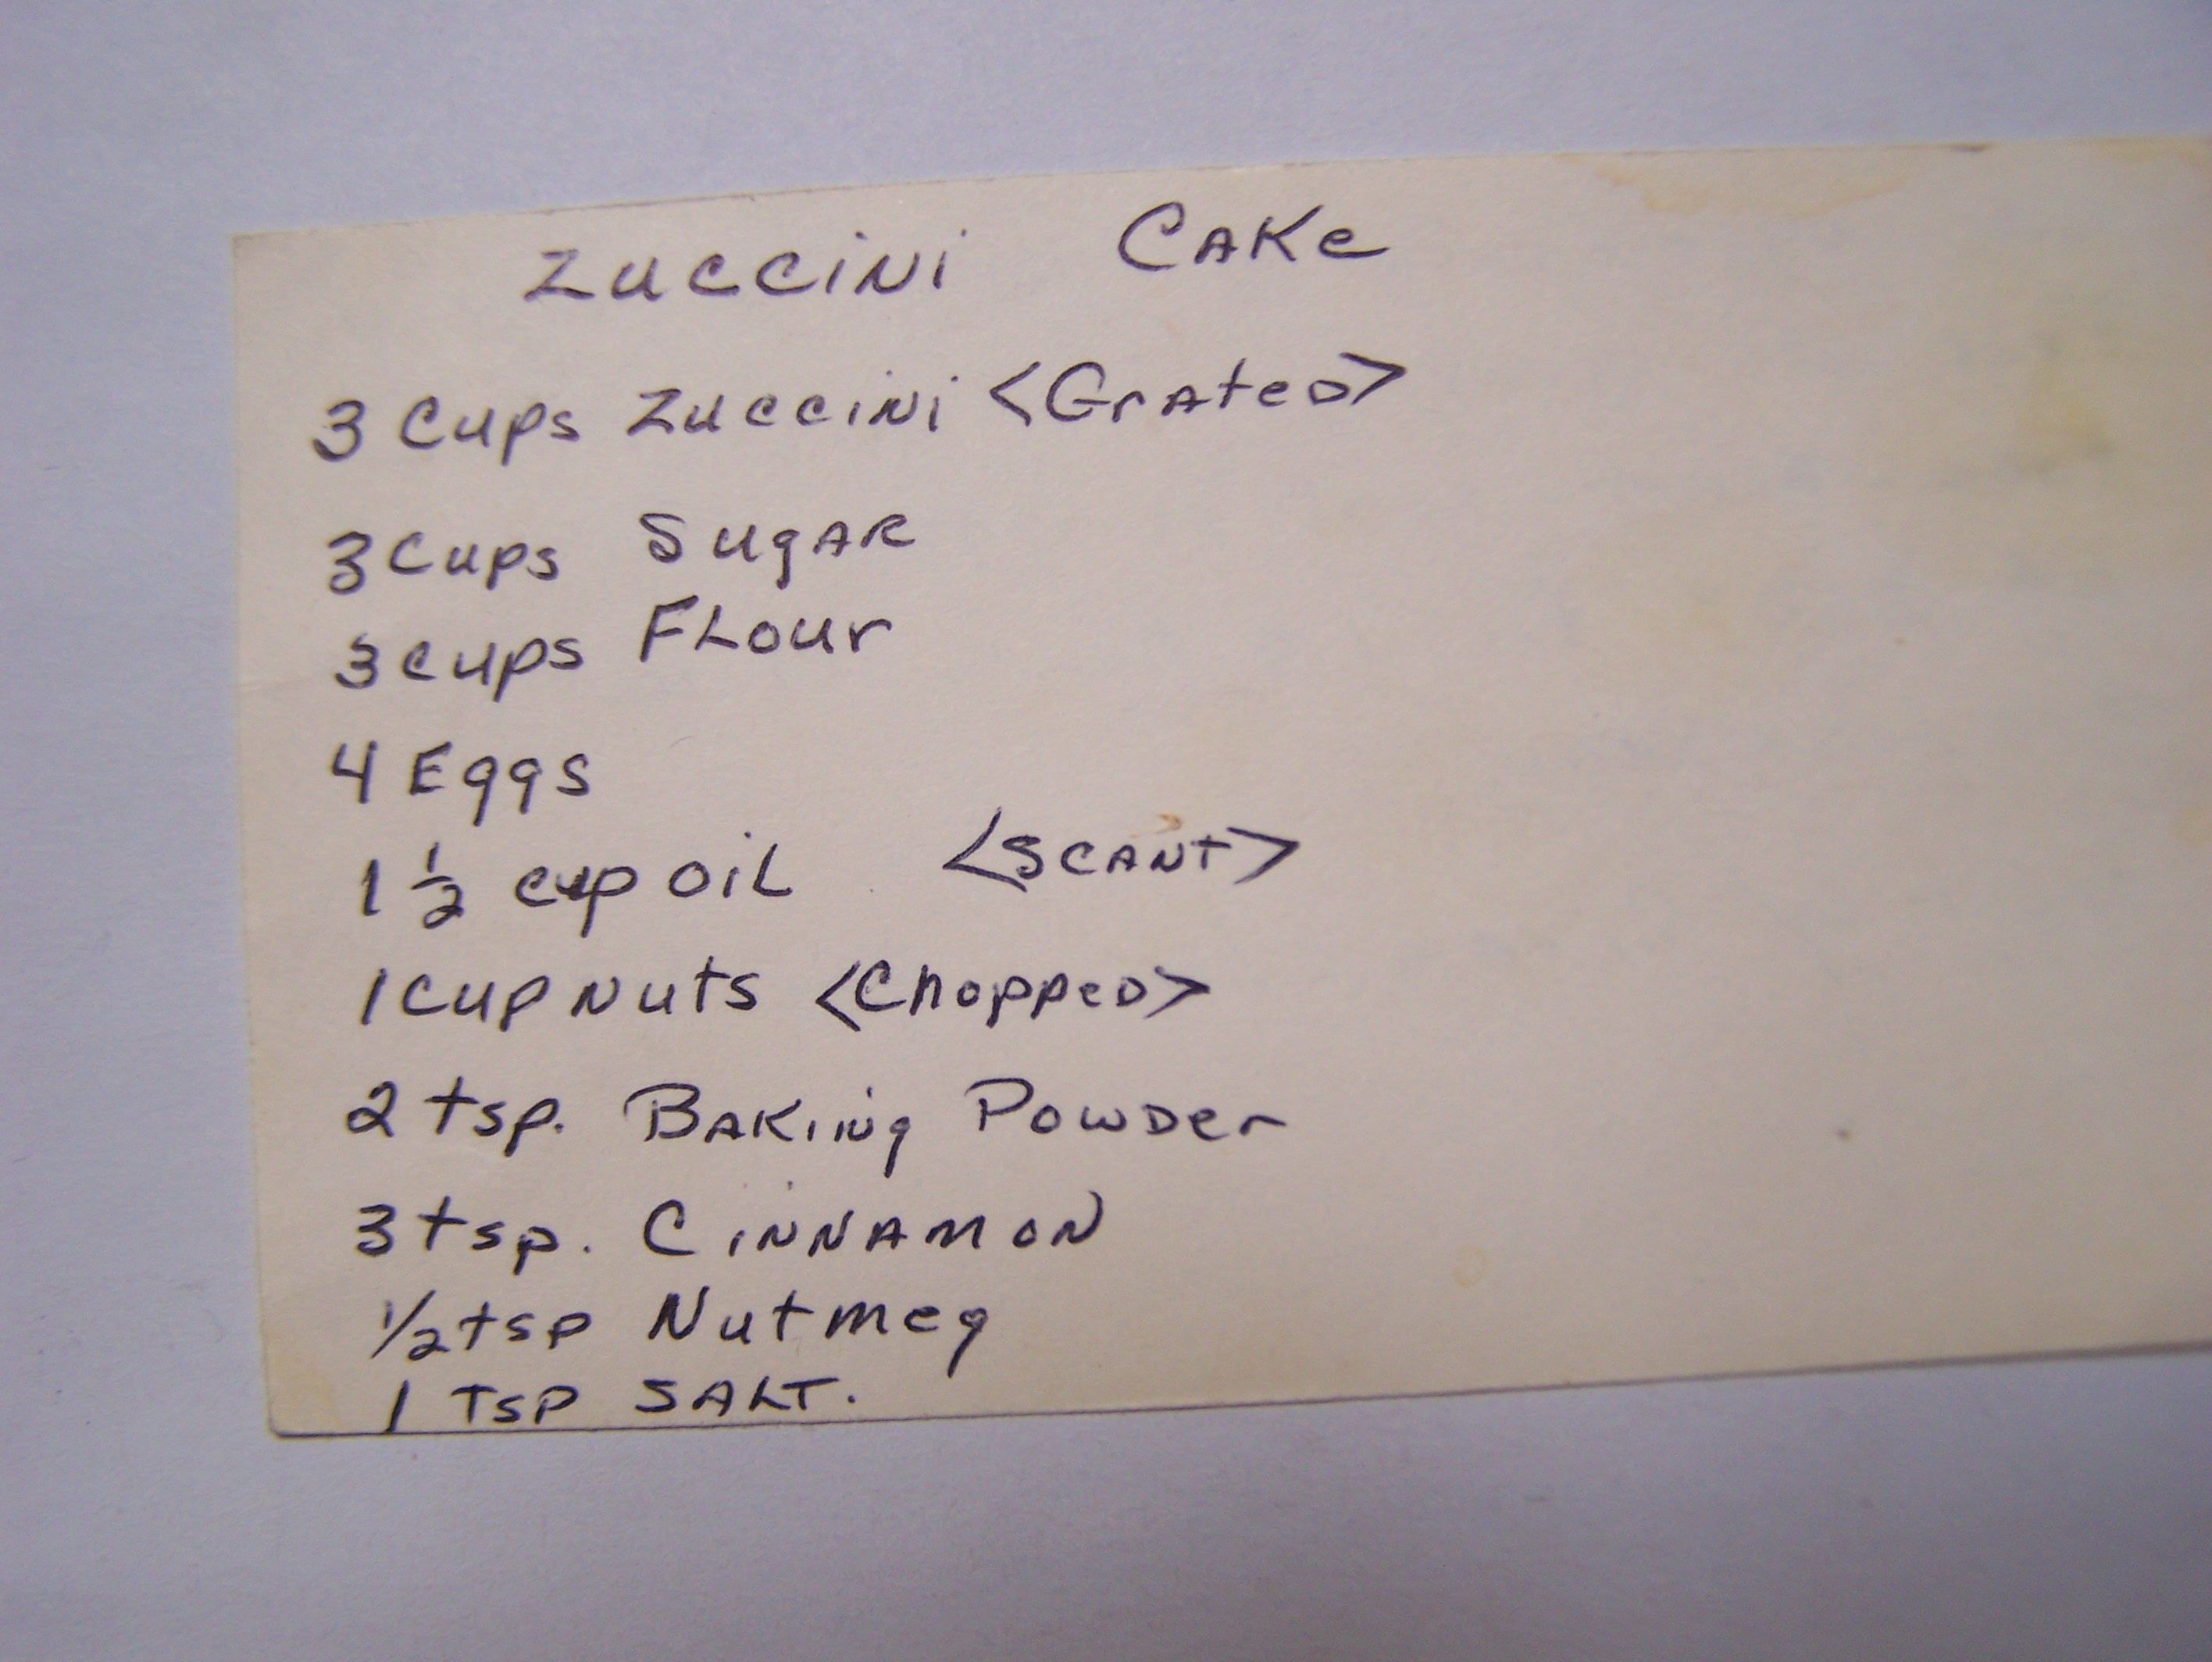 Zuccini Cake
3 Cups Zuccini <Grated>
3 Cups Sugar
3 cups Flour
4 Eggs
1 1/2 cup oil <scant>
1 cup nuts <Chopped>
2 tsp. Baking Powder
3 tsp. Cinnamon
1/2 tsp Nutmeg
1 Tsp SALT.